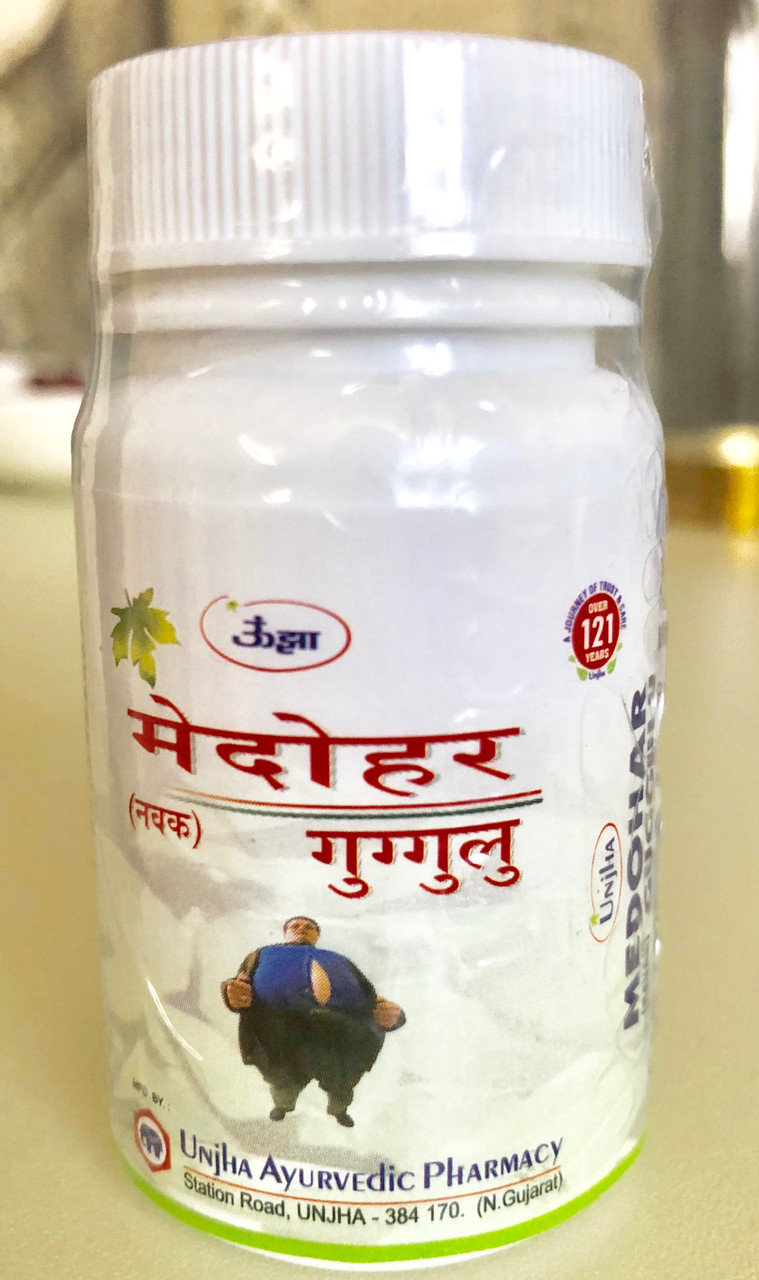 ऊंझा
A JOURNEY OF TRUST & CARE
OVER
121
YEARS
Unjha
मेदोहर
(नवक)
गुग्गुलु
Unjha
MEDOHAR
MFD BY :
Unjha Ayurvedic Pharmacy
Station Road, UNJHA - 384 170. (N.Gujarat)